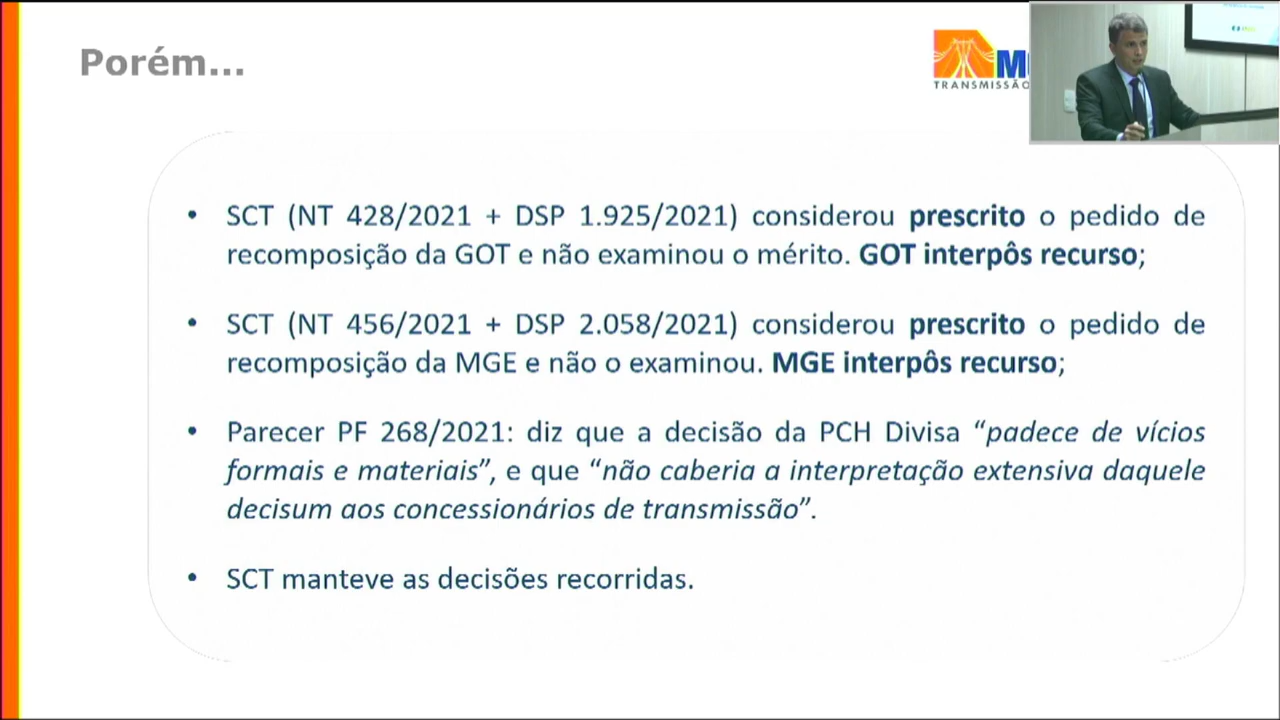 Porém...
TRANSMISSÃO
• SCT (NT 428/2021 + DSP 1.925/2021) considerou prescrito o pedido de
recomposição da GOT e não examinou o mérito. GOT interpôs recurso;
• SCT (NT 456/2021 + DSP 2.058/2021) considerou prescrito o pedido de
recomposição da MGE e não o examinou. MGE interpôs recurso;
• Parecer PF 268/2021: diz que a decisão da PCH Divisa “padece de vícios
formais e materiais”, e que “não caberia a interpretação extensiva daquele
decisum aos concessionários de transmissão”.
• SCT manteve as decisões recorridas.